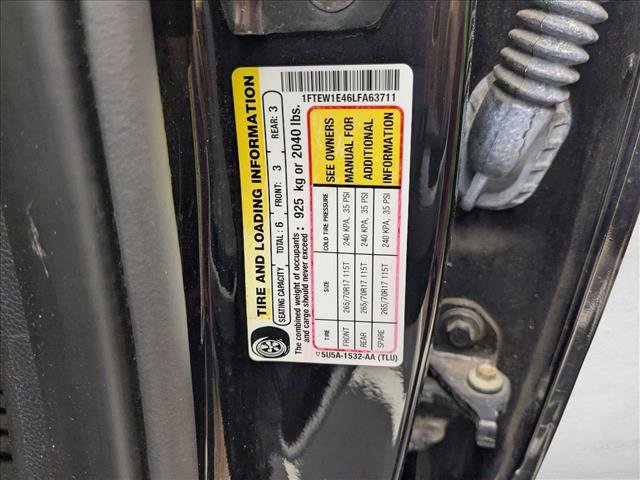 1FTEW1E46LFA63711
TIRE AND LOADING INFORMATION
SEATING CAPACITY TOTAL: 6 FRONT: 3 REAR: 3
The combined weight of occupants and cargo should never exceed : 925 kg or 2040 lbs.
TIRE SIZE COLD TIRE PRESSURE
FRONT 265/70R17 115T 240 KPA, 35 PSI
REAR 265/70R17 115T 240 KPA, 35 PSI
SPARE 265/70R17 115T 240 KPA, 35 PSI
SEE OWNERS
MANUAL FOR
ADDITIONAL
INFORMATION
▽5U5A-1532-AA (TLU)